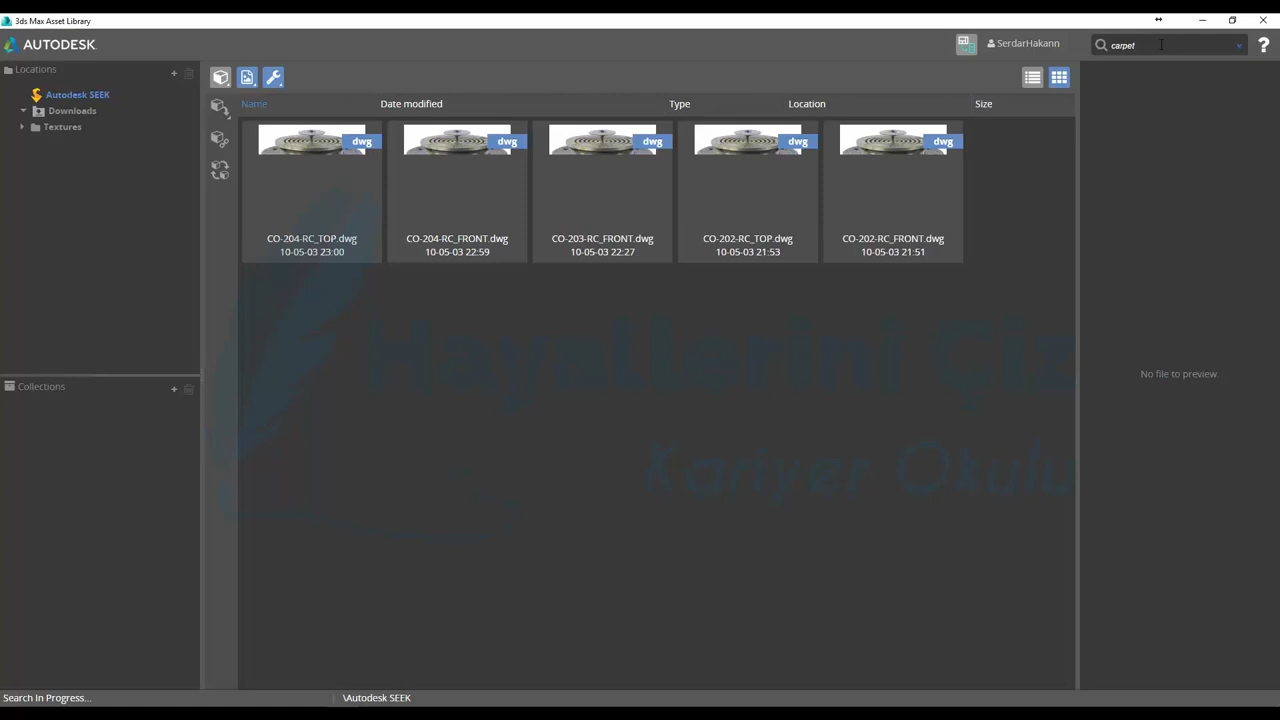 3ds Max Asset Library
AUTODESK
SerdarHakann
carpet
?
Locations
Autosk SEEK
Downloads
Textures
Name
Date modified
Type
Location
Size
dwg
dwg
dwg
dwg
dwg
CO-204-RC_TOP.dwg
10-05-03 23:00
CO-204-RC_FRONT.dwg
10-05-03 22:59
CO-203-RC_FRONT.dwg
10-05-03 22:27
CO-202-RC_TOP.dwg
10-05-03 21:53
CO-202-RC_FRONT.dwg
10-05-03 21:51
Hayallerini Çiz
Kariyer Okulu
Collections
No file to preview
Search In Progress...
\Autodesk SEEK